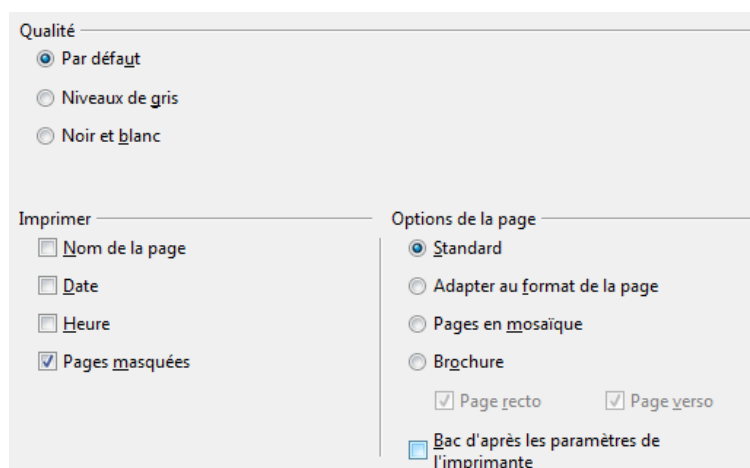 Qualité
Par défaut
Niveaux de gris
Noir et blanc
Imprimer
Nom de la page
Date
Heure
Pages masquées
Options de la page
Standard
Adapter au format de la page
Pages en mosaïque
Brochure
Page recto
Page verso
Bac d'après les paramètres de
l'imprimante